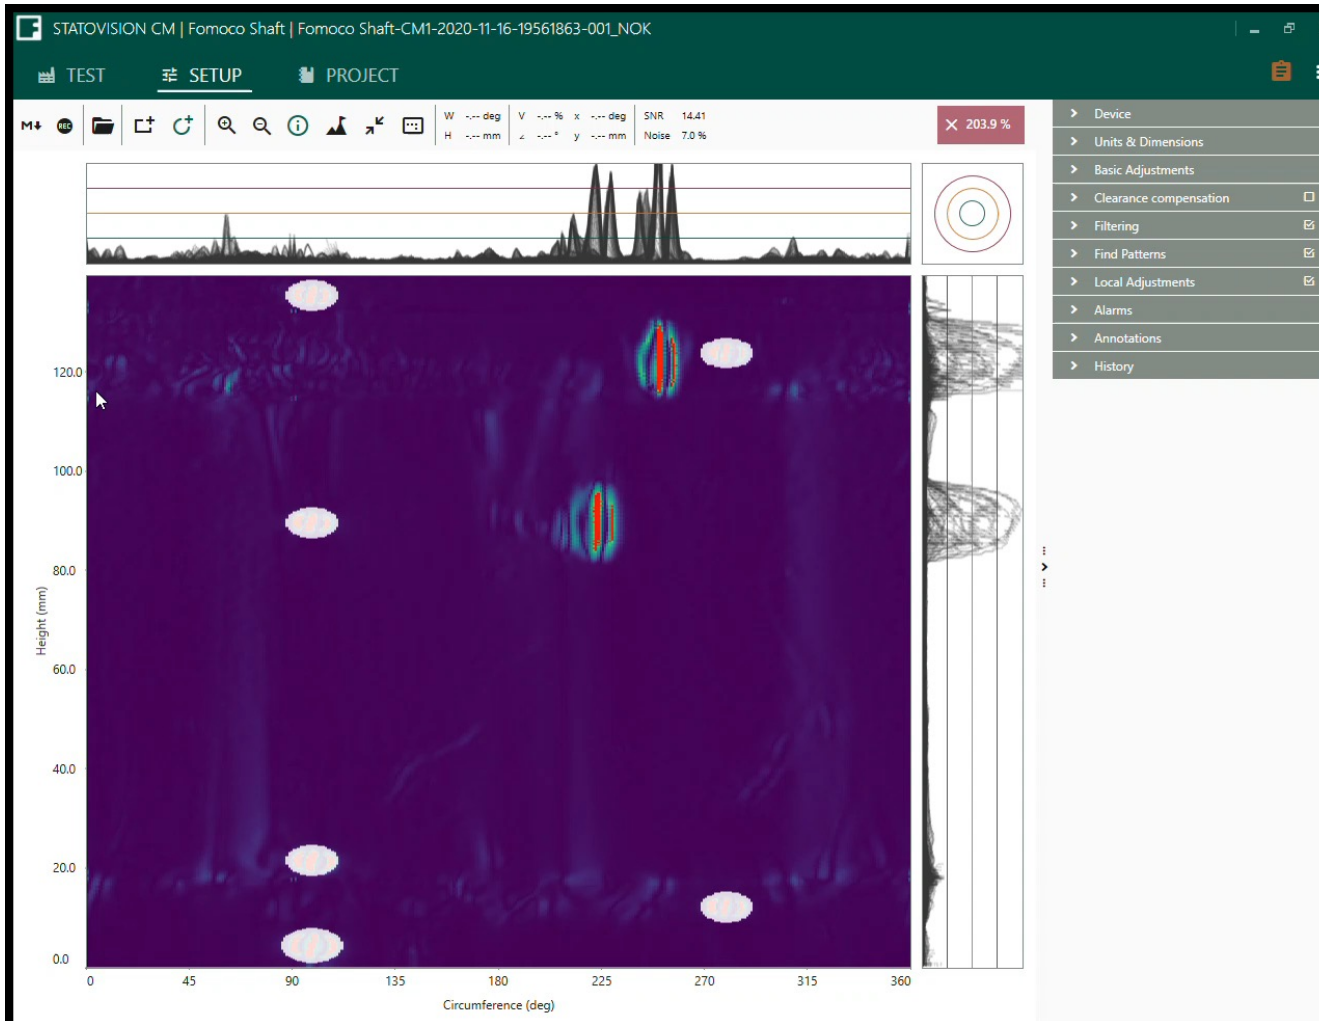 STATOVISION CM | Fomoco Shaft | Fomoco Shaft-CM1-2020-11-16-19561863-001_NOK
TEST SETUP PROJECT
M REC W -.-- deg V -.-- % x -.-- deg SNR 14.41
H -.-- mm ∠ -.-- ° y -.-- mm Noise 7.0 %
203.9 %
Device
Units & Dimensions
Basic Adjustments
Clearance compensation
Filtering
Find Patterns
Local Adjustments
Alarms
Annotations
History
120.0
100.0
80.0
60.0
40.0
20.0
0.0
Height (mm)
0 45 90 135 180 225 270 315 360
Circumference (deg)